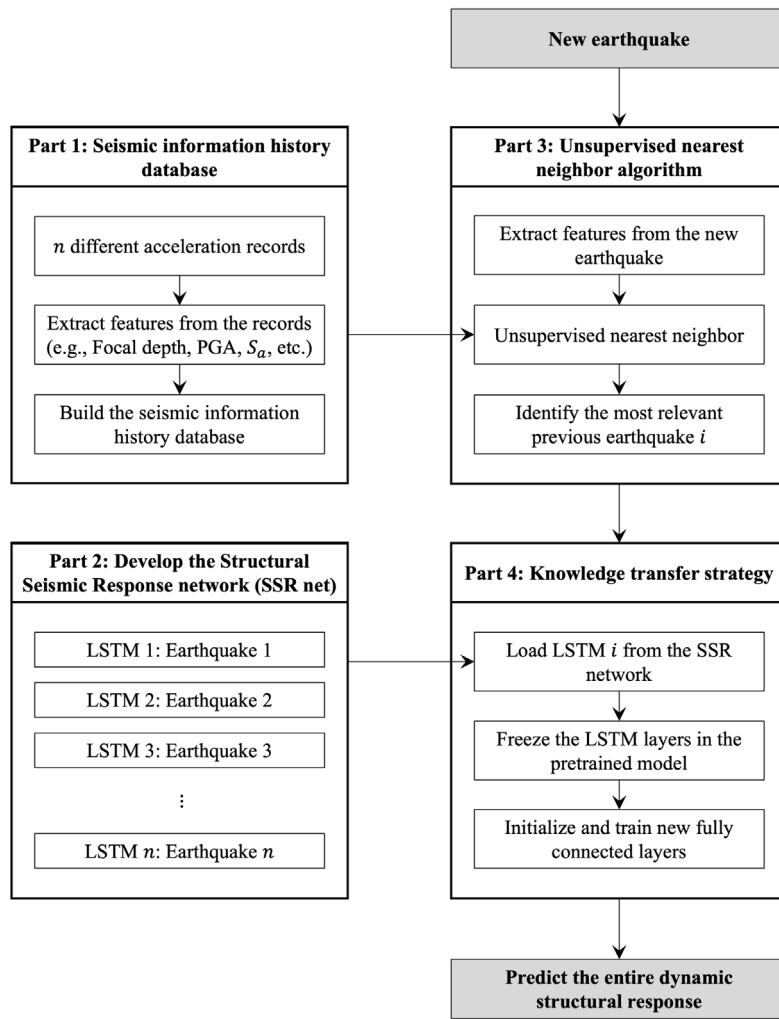 New earthquake
Part 1: Seismic information history
database
n different acceleration records
Extract features from the records
(e.g., Focal depth, PGA, Sₐ, etc.)
Build the seismic information
history database
Part 3: Unsupervised nearest
neighbor algorithm
Extract features from the new
earthquake
Unsupervised nearest neighbor
Identify the most relevant
previous earthquake i
Part 2: Develop the Structural
Seismic Response network (SSR net)
LSTM 1: Earthquake 1
LSTM 2: Earthquake 2
LSTM 3: Earthquake 3
⋮
LSTM n: Earthquake n
Part 4: Knowledge transfer strategy
Load LSTM i from the SSR
network
Freeze the LSTM layers in the
pretrained model
Initialize and train new fully
connected layers
Predict the entire dynamic
structural response